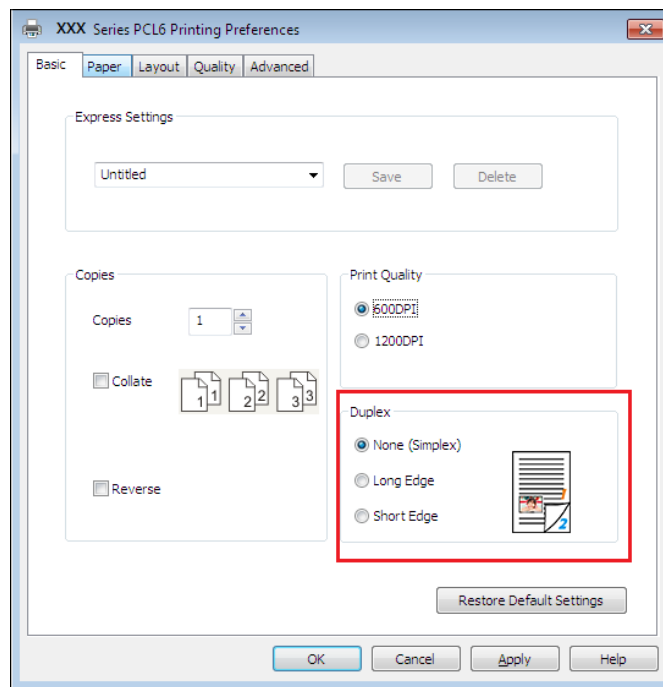 XXX Series PCL6 Printing Preferences
Basic Paper Layout Quality Advanced
Express Settings
Untitled Save Delete
Copies
Copies 1
Collate 1 1 2 2 3 3
Reverse
Print Quality
600DPI
1200DPI
Duplex
None (Simplex)
Long Edge
Short Edge
1
2
Restore Default Settings
OK Cancel Apply Help